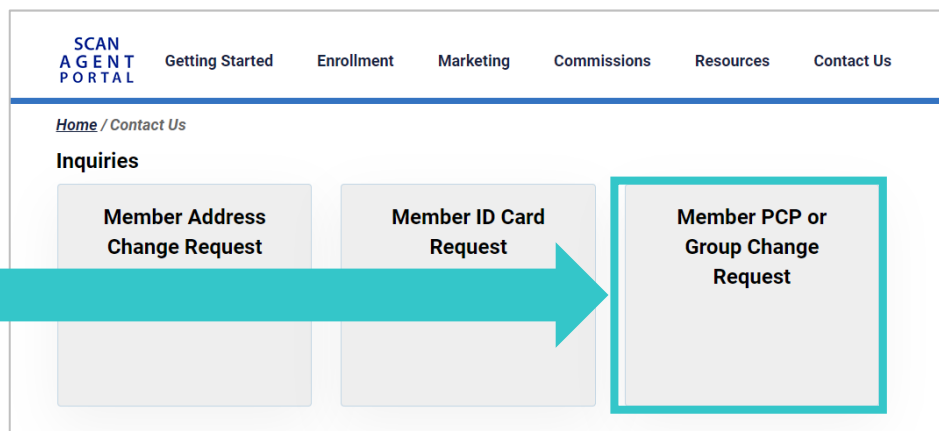 SCAN
AGENT
PORTAL
Getting Started Enrollment Marketing Commissions Resources Contact Us
Home / Contact Us
Inquiries
Member Address
Change Request
Member ID Card
Request
Member PCP or
Group Change
Request